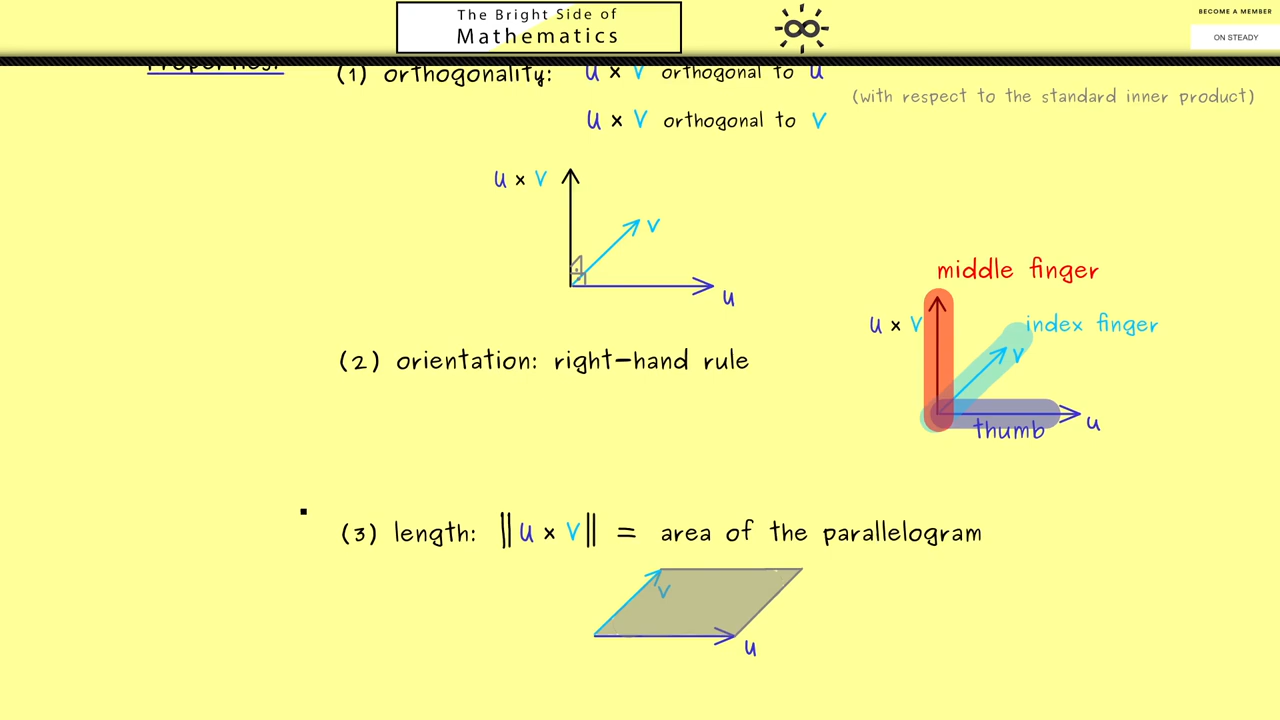 The Bright Side of
Mathematics
BECOME A MEMBER
ON STEADY
Properties:
(1) orthogonality: u × v orthogonal to u
(with respect to the standard inner product)
u × v orthogonal to v
u × v
v
u
middle finger
u × v
index finger
v
(2) orientation: right-hand rule
u
thumb
(3) length: ‖u × v‖ = area of the parallelogram
v
u